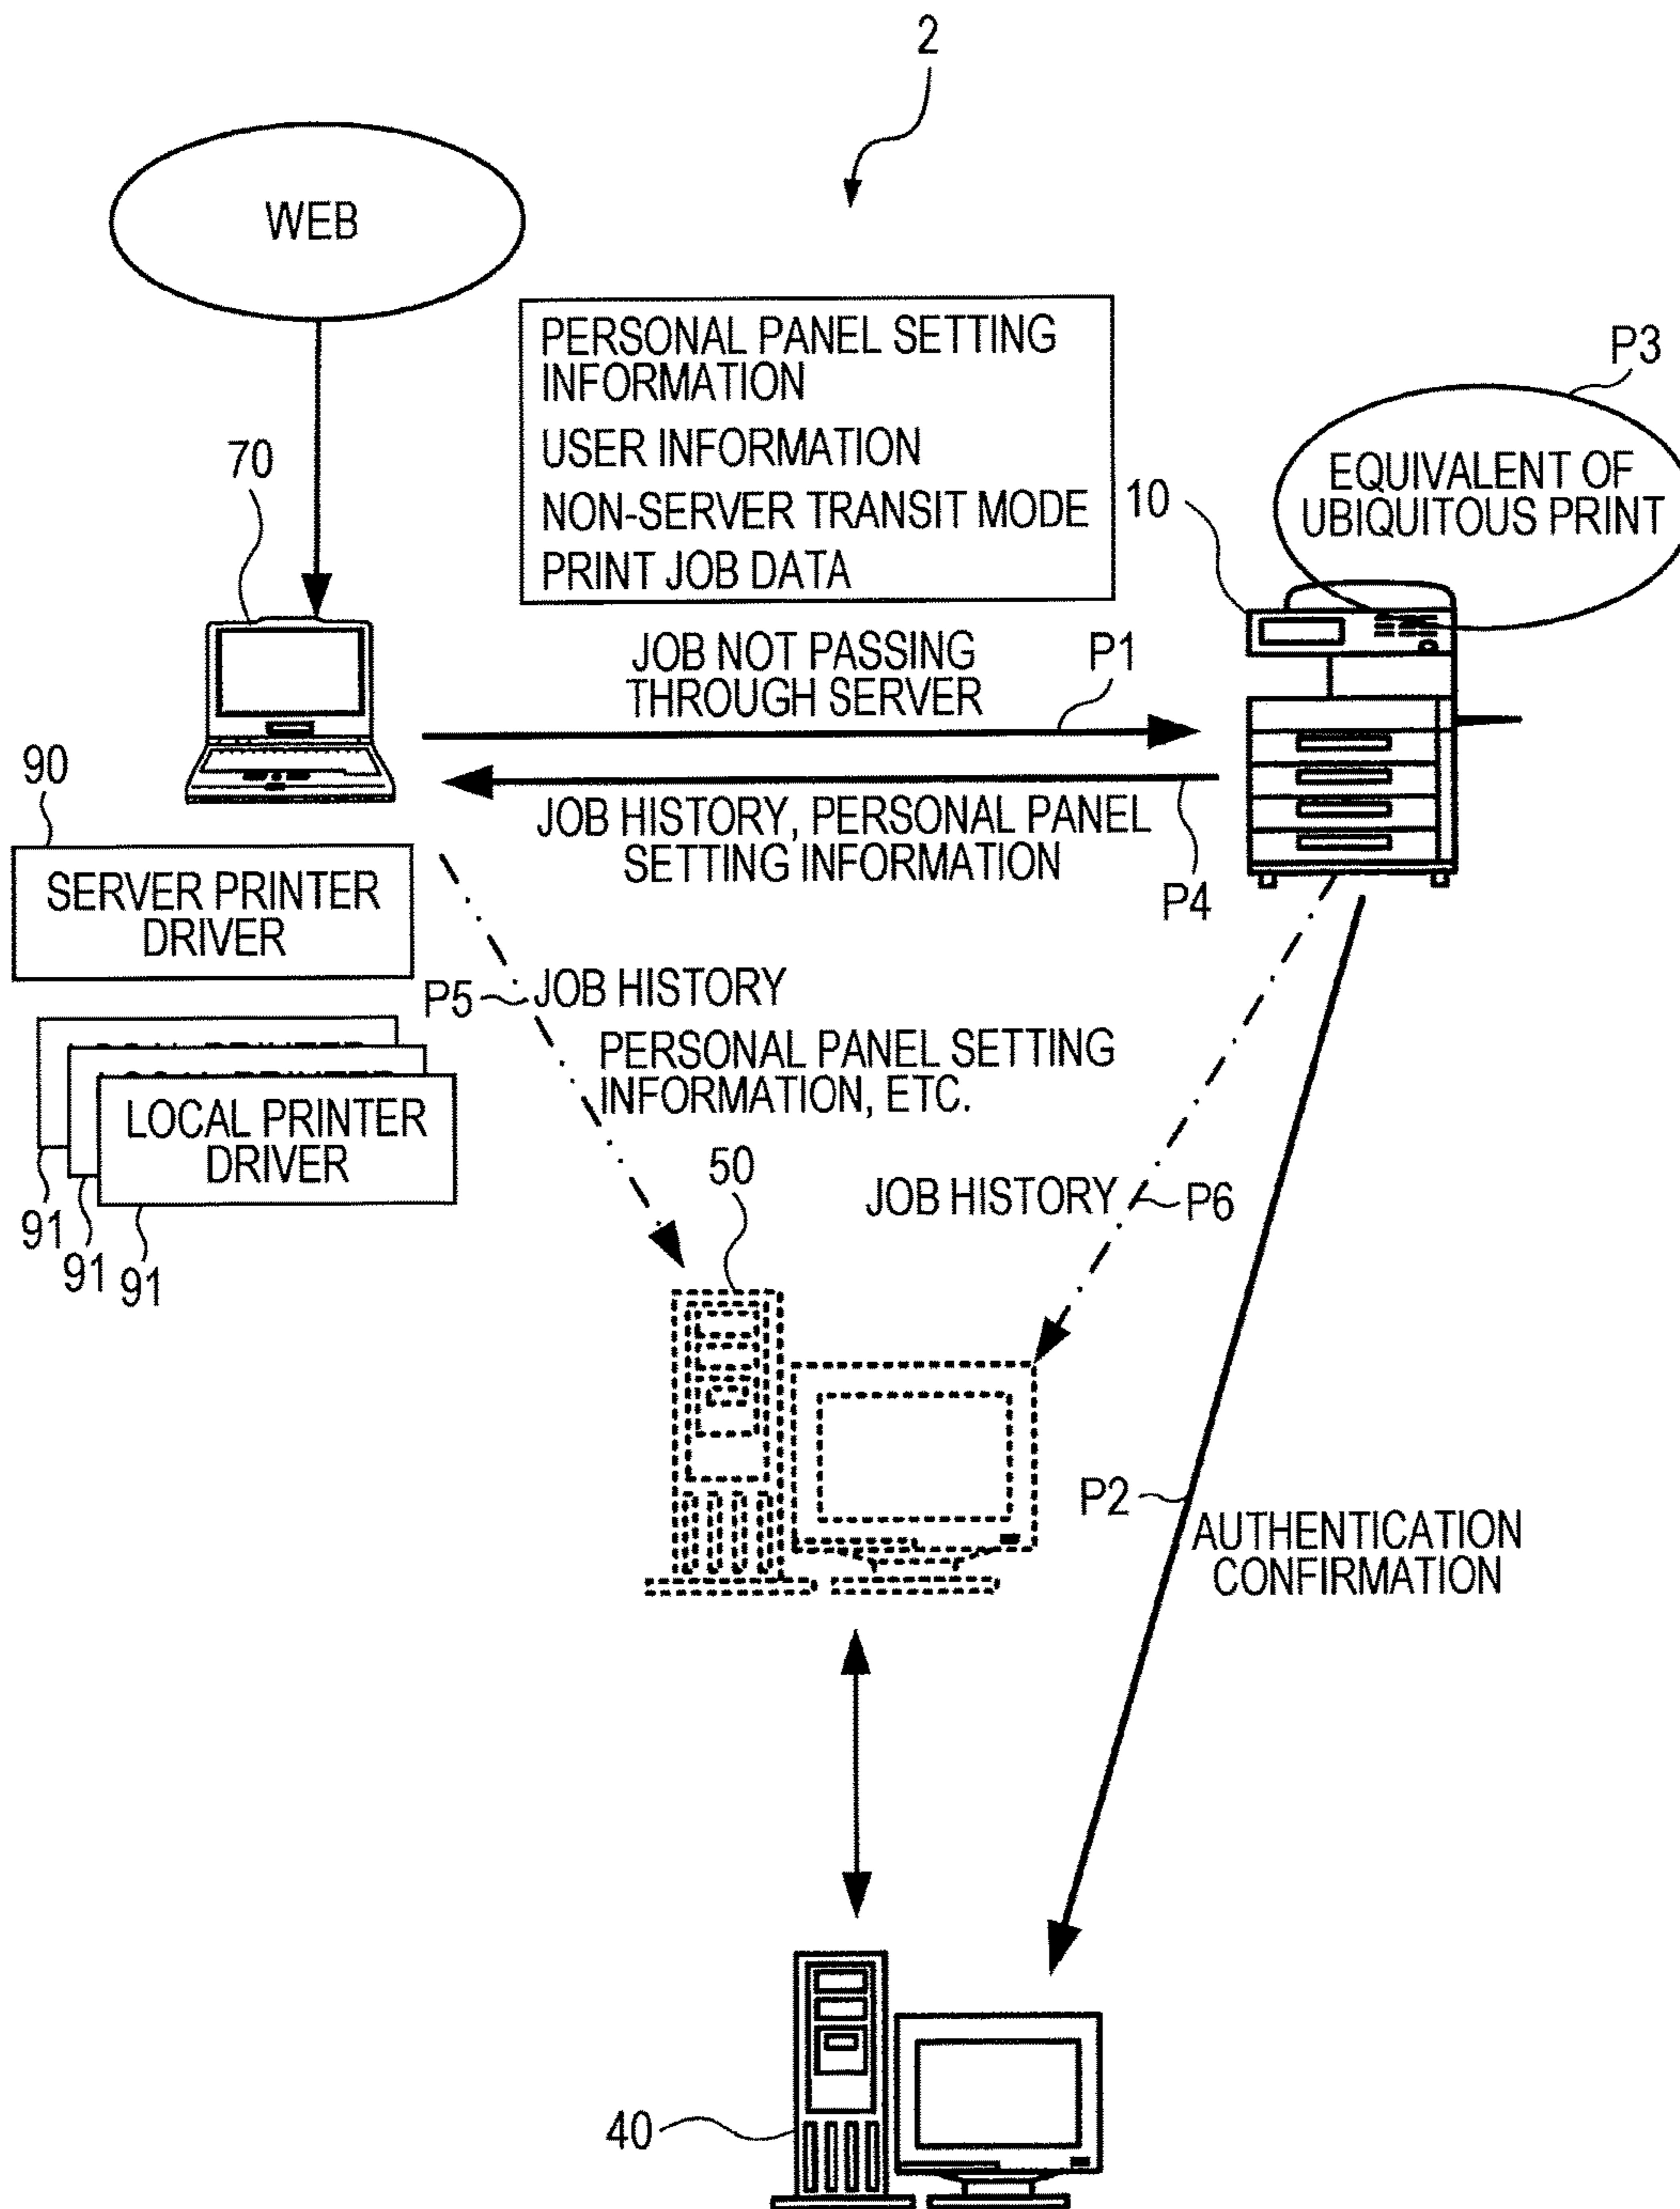 2
WEB
PERSONAL PANEL SETTING
INFORMATION
USER INFORMATION
NON-SERVER TRANSIT MODE
PRINT JOB DATA
P3
EQUIVALENT OF
UBIQUITOUS PRINT
70
10
JOB NOT PASSING
THROUGH SERVER
P1
JOB HISTORY, PERSONAL PANEL
SETTING INFORMATION
P4
90
SERVER PRINTER
DRIVER
P5
JOB HISTORY
PERSONAL PANEL SETTING
INFORMATION, ETC.
LOCAL PRINTER
DRIVER
91
91
91
50
JOB HISTORY
P6
P2
AUTHENTICATION
CONFIRMATION
40